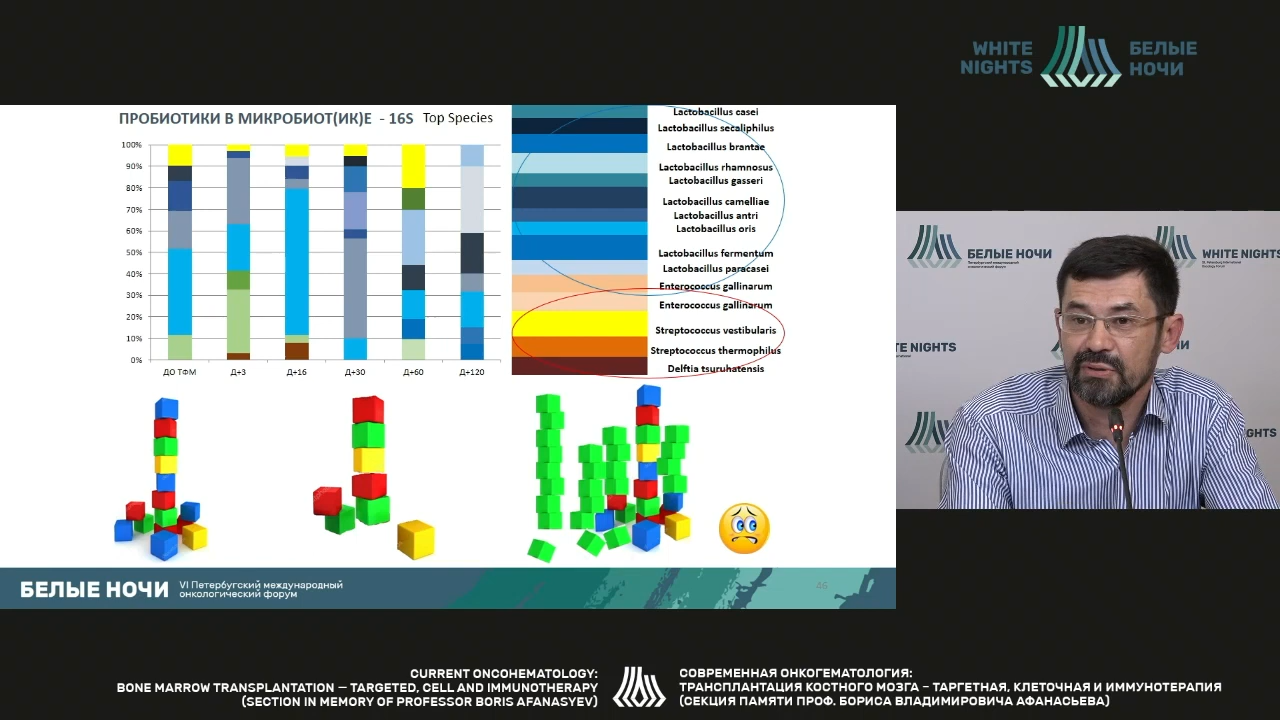 WHITE
NIGHTS
БЕЛЫЕ
НОЧИ
ПРОБИОТИКИ В МИКРОБИОТ(ИК)Е - 16S Top Species
100%
90%
80%
70%
60%
50%
40%
30%
20%
10%
0%
ДО ТФМ Д+3 Д+16 Д+30 Д+60 Д+120
Lactobacillus casei
Lactobacillus secaliphilus
Lactobacillus brantae
Lactobacillus rhamnosus
Lactobacillus gasseri
Lactobacillus camelliae
Lactobacillus antri
Lactobacillus oris
Lactobacillus fermentum
Lactobacillus paracasei
Enterococcus gallinarum
Enterococcus gallinarum
Streptococcus vestibularis
Streptococcus thermophilus
Delftia tsuruhatensis
БЕЛЫЕ НОЧИ
VI Петербугский международный
онкологический форум
46
БЕЛЫЕ НОЧИ
WHITE NIGHTS
TE NIGHTS
ЧИ
GHTS
CURRENT ONCOHEMATOLOGY:
BONE MARROW TRANSPLANTATION — TARGETED, CELL AND IMMUNOTHERAPY
(SECTION IN MEMORY OF PROFESSOR BORIS AFANASYEV)
СОВРЕМЕННАЯ ОНКОГЕМАТОЛОГИЯ:
ТРАНСПЛАНТАЦИЯ КОСТНОГО МОЗГА – ТАРГЕТНАЯ, КЛЕТОЧНАЯ И ИММУНОТЕРАПИЯ
(СЕКЦИЯ ПАМЯТИ ПРОФ. БОРИСА ВЛАДИМИРОВИЧА АФАНАСЬЕВА)